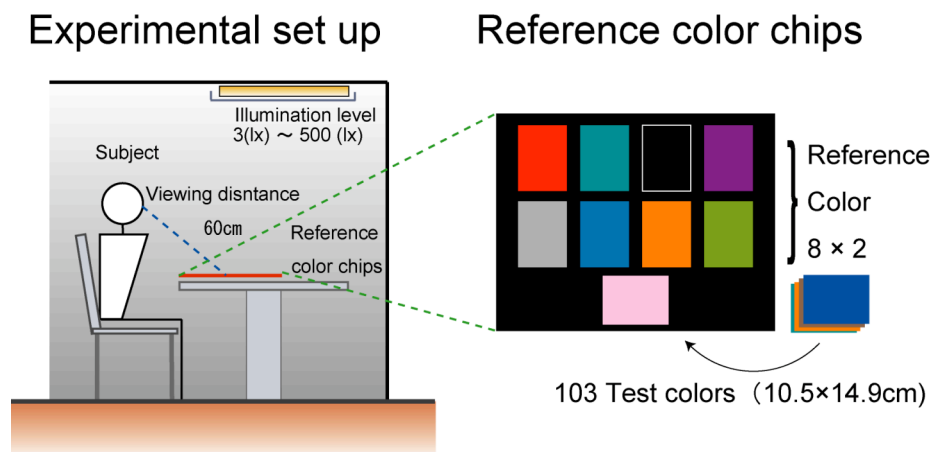 Experimental set up
Reference color chips
Illumination level
3(lx) ～ 500 (lx)
Subject
Viewing disntance
60cm
Reference
color chips
Reference
Color
8 × 2
103 Test colors（10.5×14.9cm)